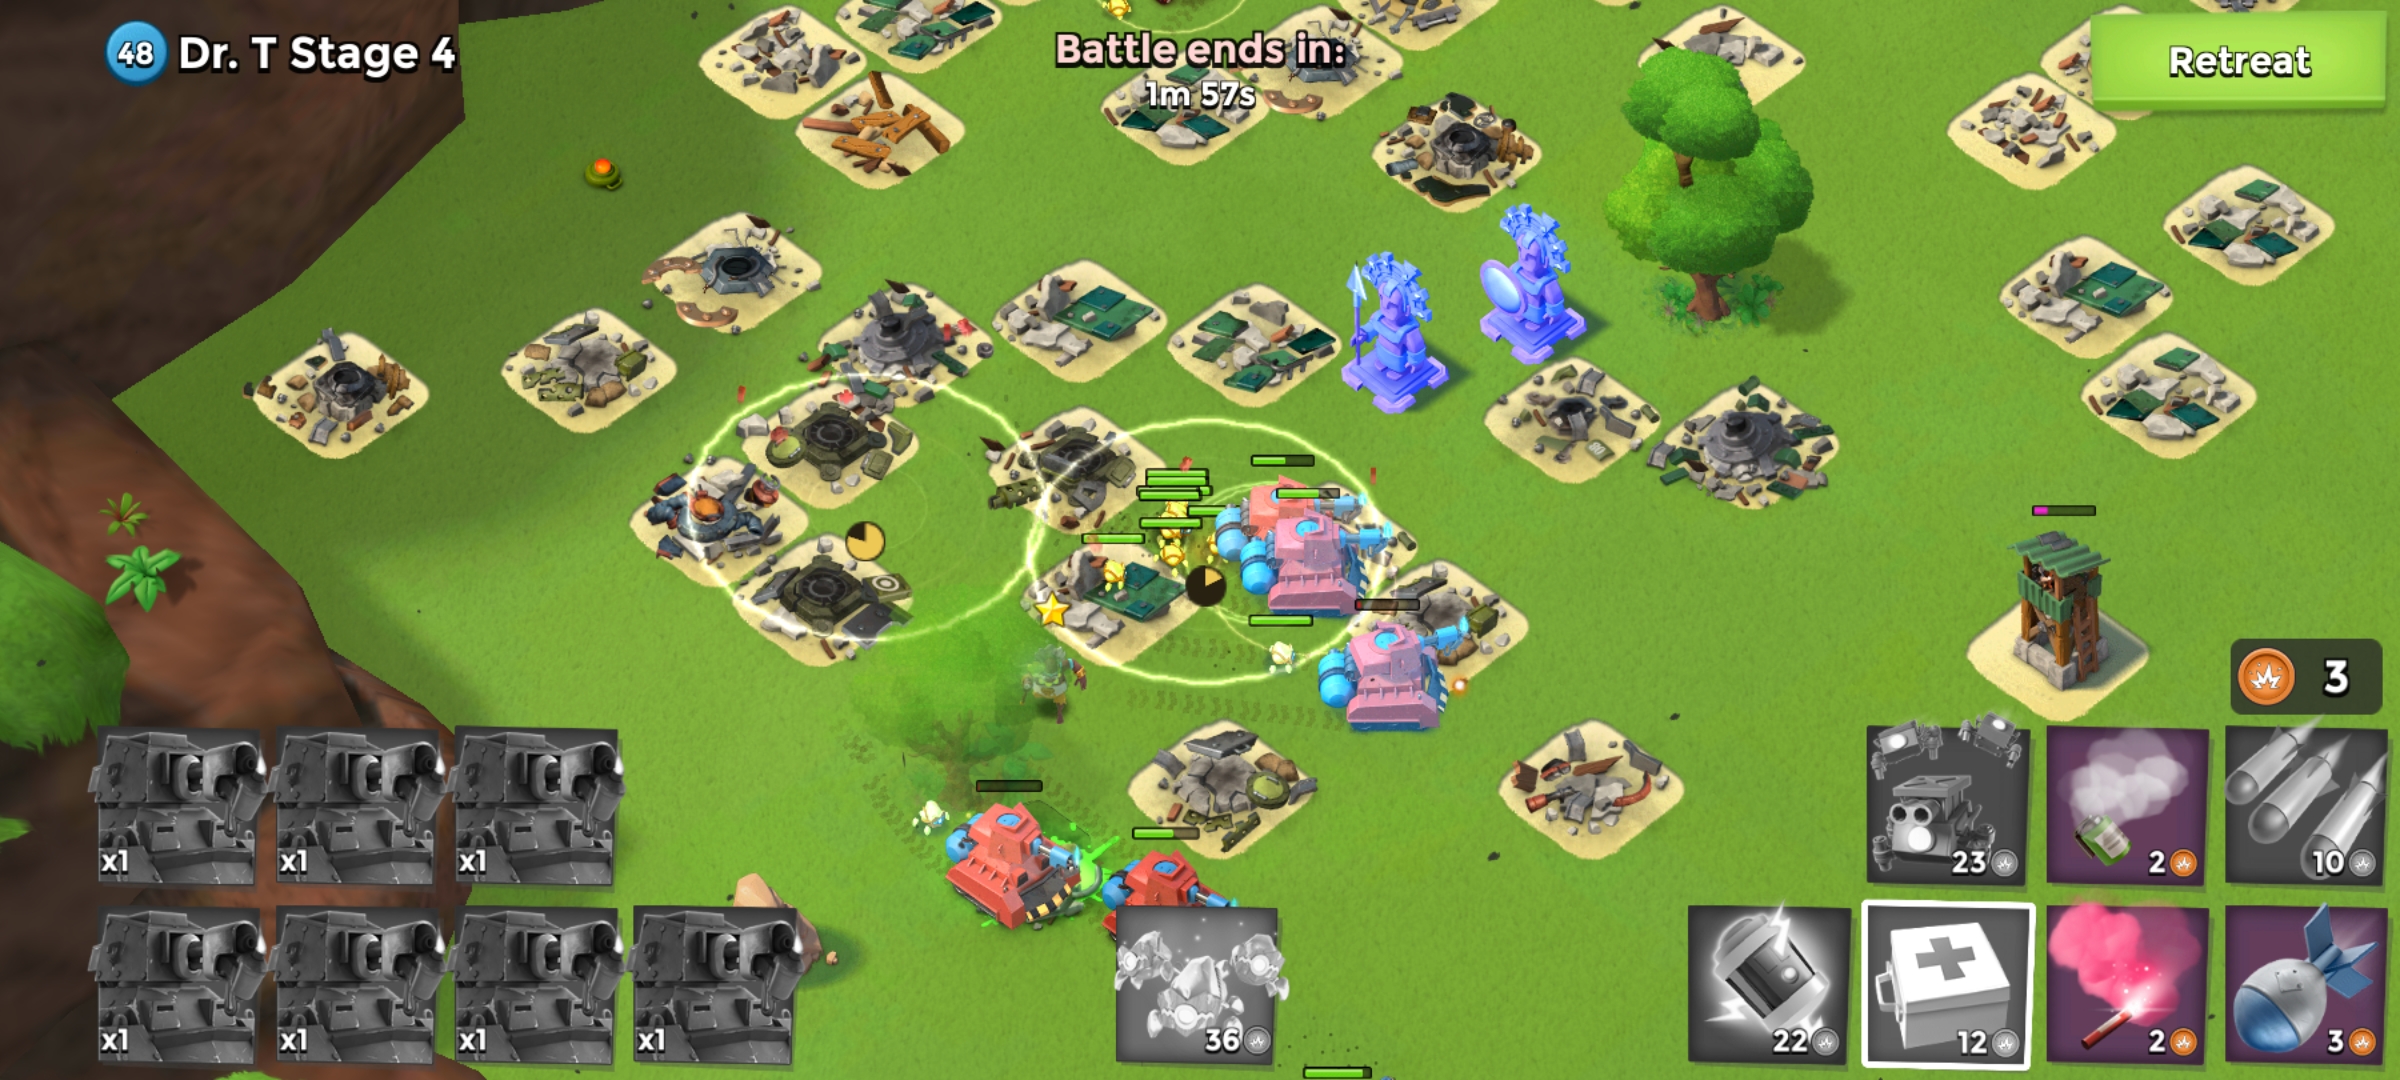 48 Dr. T Stage 4
Battle ends in:
1m 57s
Retreat
3
x1 x1 x1
23 2 10
x1 x1 x1 x1
36
22 12 2 3